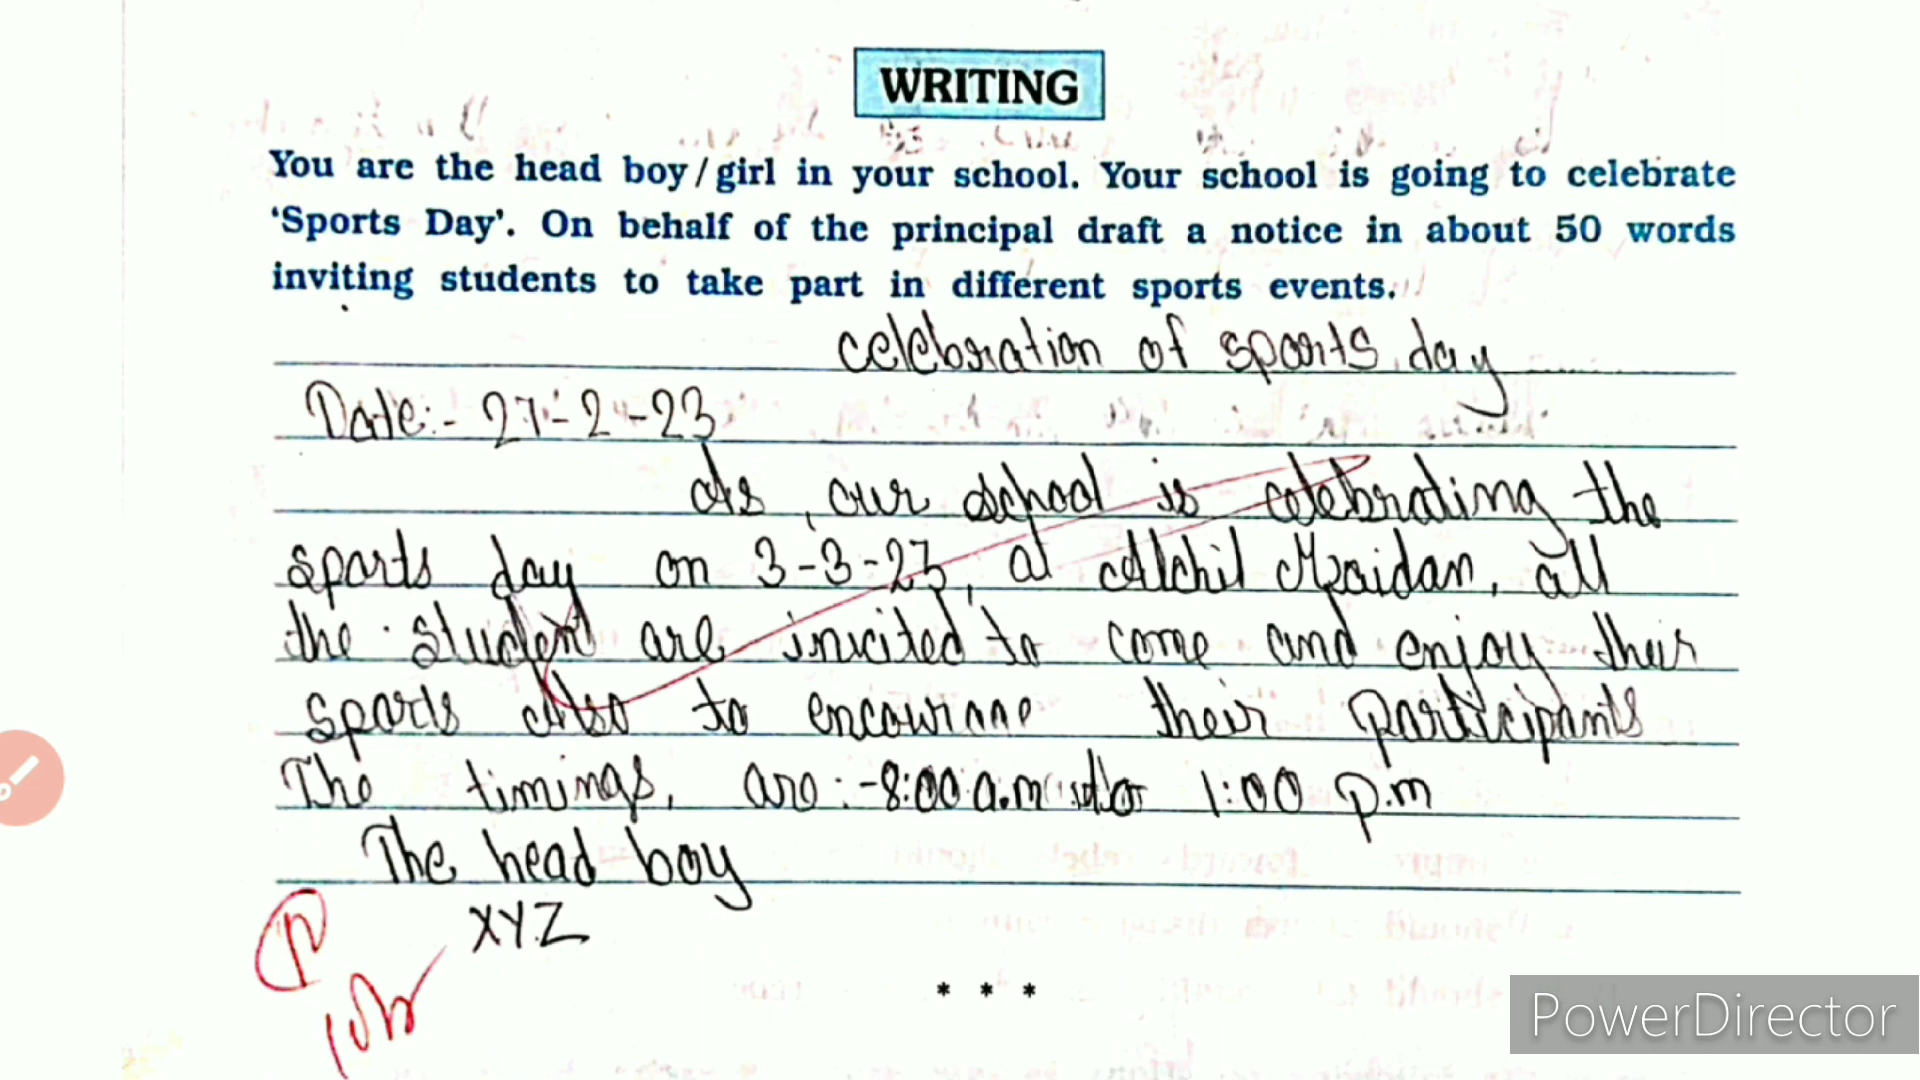 WRITING
You are the head boy/girl in your school. Your school is going to celebrate
'Sports Day'. On behalf of the principal draft a notice in about 50 words
inviting students to take part in different sports events.
celebration of sports day
Date:- 27-2-23
As our school is celebrating the
sports day on 3-3-23, at Maidan, all
the student are invited to come and enjoy their
sports Also to encourage their participants
The timings, are:-8:00 a.m to 1:00 p.m
The head boy
XYZ
* * *
PowerDirector